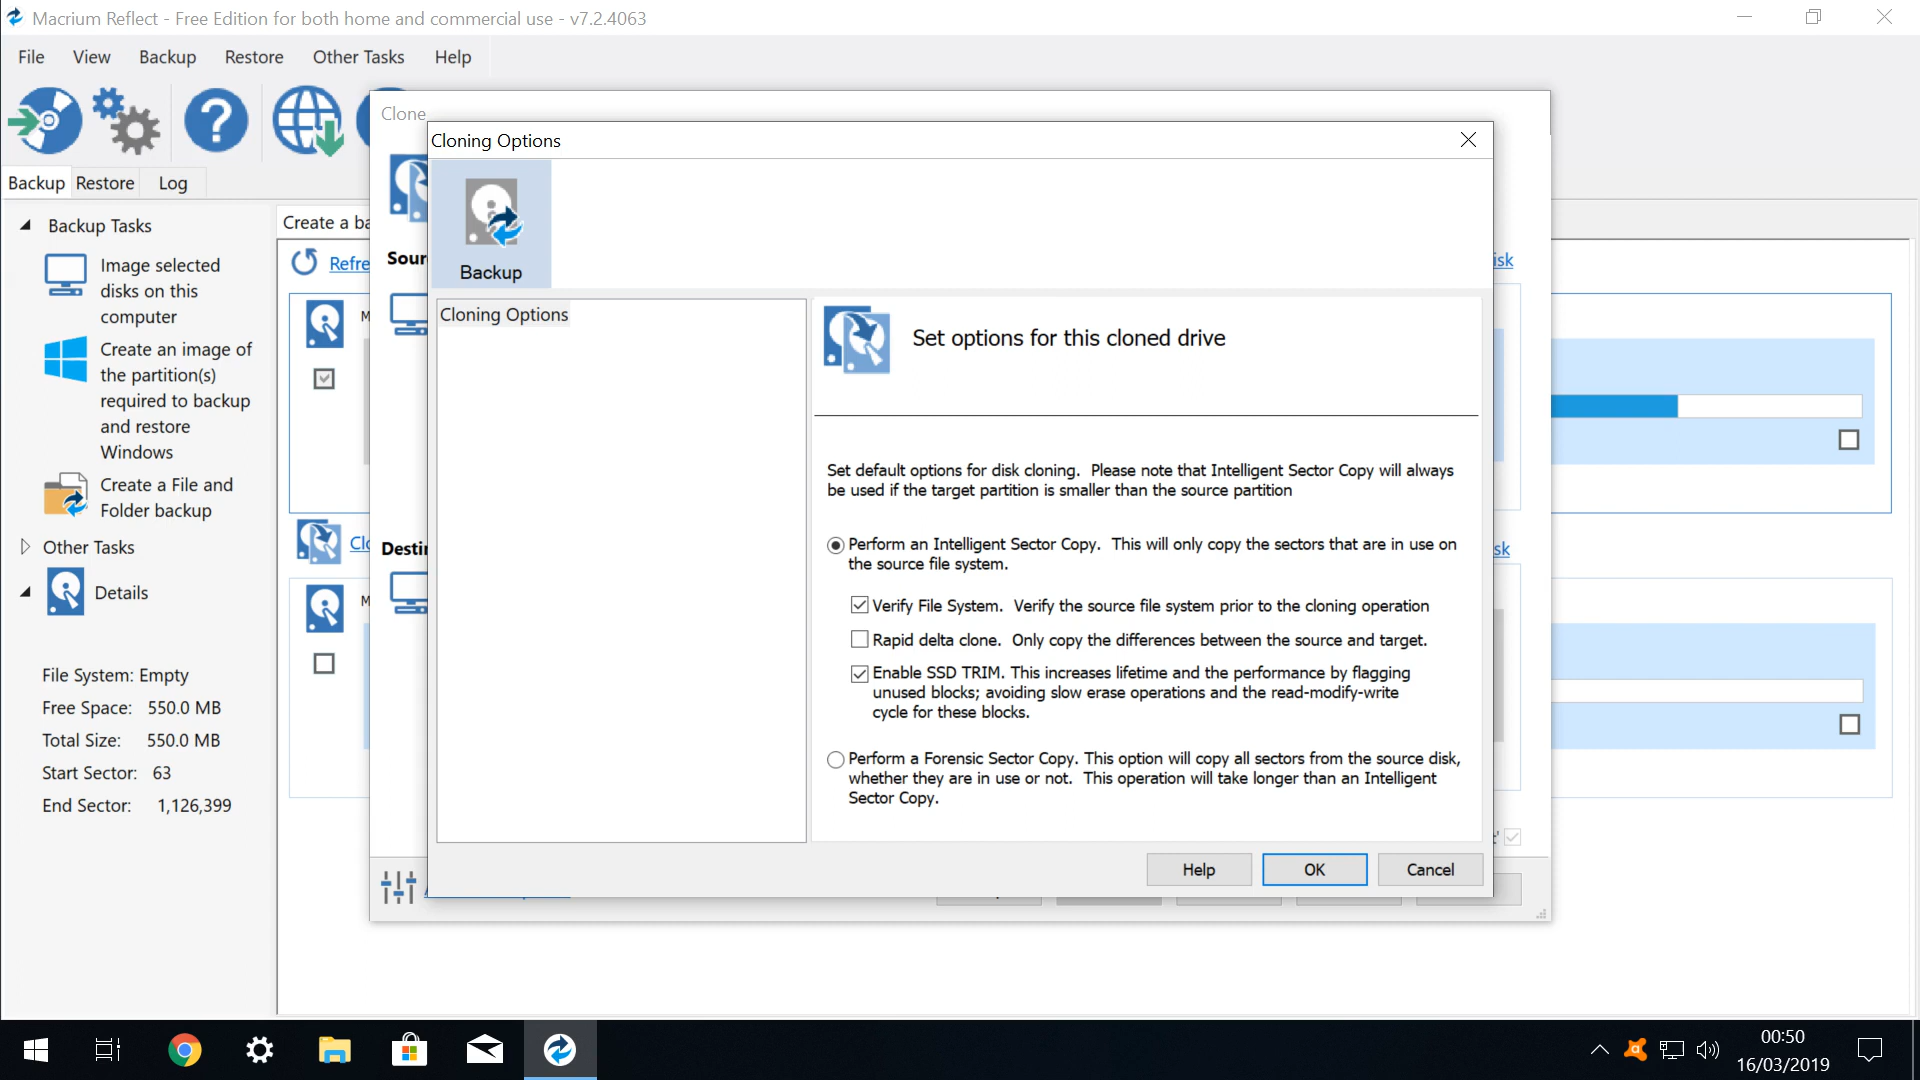 Macrium Reflect - Free Edition for both home and commercial use - v7.2.4063
File View Backup Restore Other Tasks Help
Clone
Cloning Options
Backup Restore Log
Backup
Backup Tasks
Create a ba
Image selected
disks on this
computer
Refre
Sour
isk
Cloning Options
Set options for this cloned drive
M
Create an image of
the partition(s)
required to backup
and restore
Windows
Set default options for disk cloning. Please note that Intelligent Sector Copy will always
be used if the target partition is smaller than the source partition
Create a File and
Folder backup
Other Tasks
Clo
Destin
sk
Perform an Intelligent Sector Copy. This will only copy the sectors that are in use on
the source file system.
Details
M
Verify File System. Verify the source file system prior to the cloning operation
Rapid delta clone. Only copy the differences between the source and target.
Enable SSD TRIM. This increases lifetime and the performance by flagging
unused blocks; avoiding slow erase operations and the read-modify-write
cycle for these blocks.
File System: Empty
Free Space: 550.0 MB
Total Size: 550.0 MB
Start Sector: 63
End Sector: 1,126,399
Perform a Forensic Sector Copy. This option will copy all sectors from the source disk,
whether they are in use or not. This operation will take longer than an Intelligent
Sector Copy.
Help OK Cancel
00:50
16/03/2019